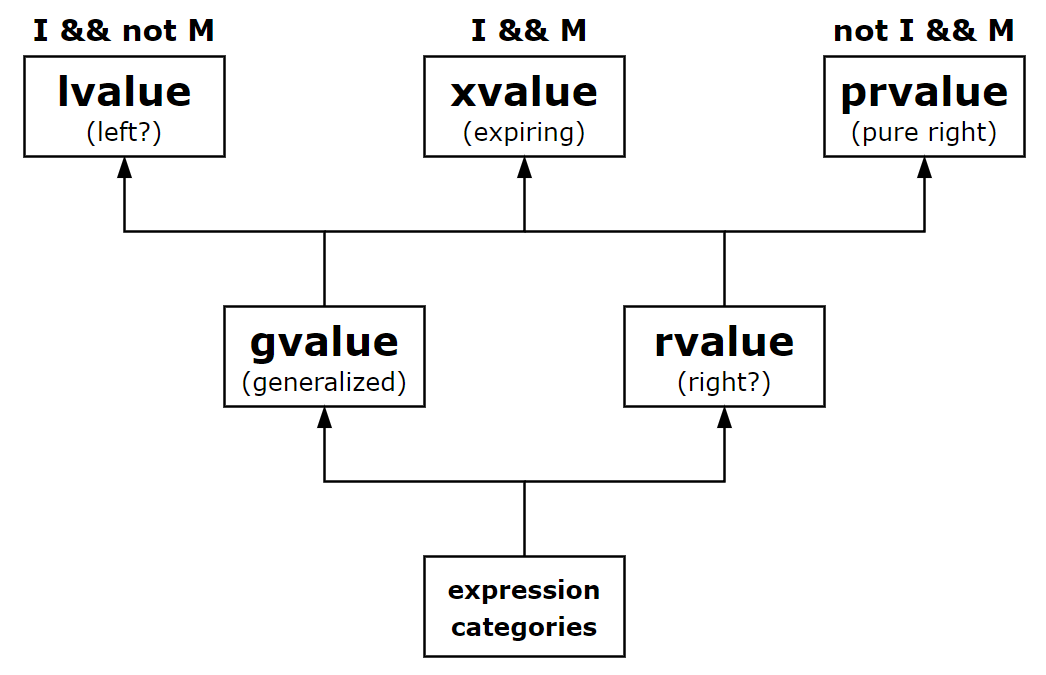 I && not M
I && M
not I && M
lvalue
(left?)
xvalue
(expiring)
prvalue
(pure right)
gvalue
(generalized)
rvalue
(right?)
expression
categories